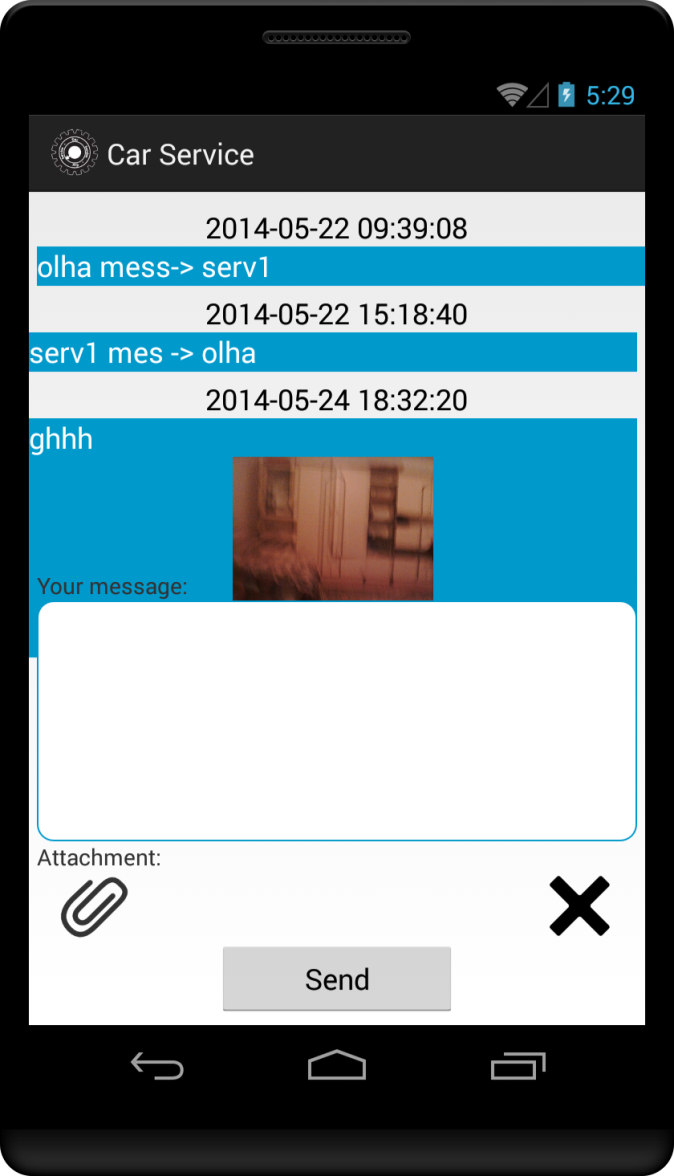 5:29
Car Service
2014-05-22 09:39:08
olha mess-> serv1
2014-05-22 15:18:40
serv1 mes -> olha
2014-05-24 18:32:20
ghhh
Your message:
Attachment:
Send